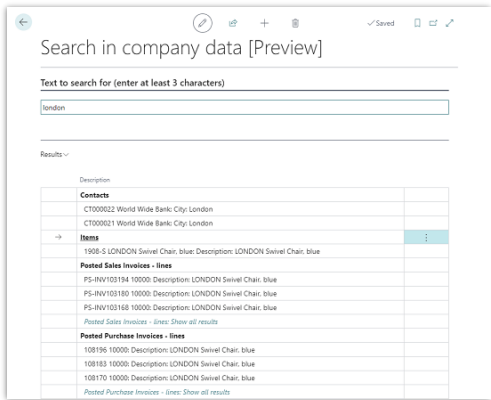 Saved
Search in company data [Preview]
Text to search for (enter at least 3 characters)
london
Results
Description
Contacts
CT000022 World Wide Bank: City: London
CT000021 World Wide Bank: City: London
Items
1908-S LONDON Swivel Chair, blue: Description: LONDON Swivel Chair, blue
Posted Sales Invoices - lines
PS-INV103194 10000: Description: LONDON Swivel Chair, blue
PS-INV103180 10000: Description: LONDON Swivel Chair, blue
PS-INV103168 10000: Description: LONDON Swivel Chair, blue
Posted Sales Invoices - lines: Show all results
Posted Purchase Invoices - lines
108196 10000: Description: LONDON Swivel Chair, blue
108183 10000: Description: LONDON Swivel Chair, blue
108170 10000: Description: LONDON Swivel Chair, blue
Posted Purchase Invoices - lines: Show all results